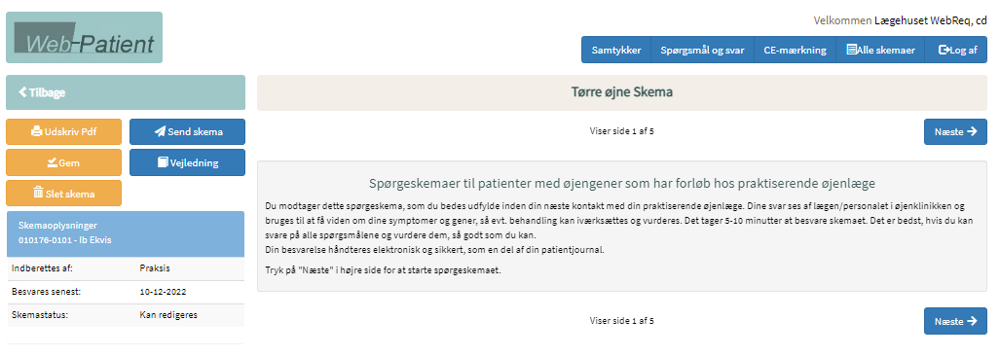 Web-Patient
Velkommen Lægehuset WebReq, cd
Samtykker Spørgsmål og svar CE-mærkning Alle skemaer Log af
Tilbage
Tørre øjne Skema
Udskriv Pdf Send skema
Viser side 1 af 5 Næste
Gem Vejledning
Slet skema
Spørgeskemaer til patienter med øjengener som har forløb hos praktiserende øjenlæge
Du modtager dette spørgeskema, som du bedes udfylde inden din næste kontakt med din praktiserende øjenlæge. Dine svar ses af lægen/personalet i øjenklinikken og
bruges til at få viden om dine symptomer og gener, så evt. behandling kan iværksættes og vurderes. Det tager 5-10 minutter at besvare skemaet. Det er bedst, hvis du kan
svare på alle spørgsmålene og vurdere dem, så godt som du kan.
Din besvarelse håndteres elektronisk og sikkert, som en del af din patientjournal.
Tryk på "Næste" i højre side for at starte spørgeskemaet.
Skemaoplysninger
010176-0101 - Ib Ekvis
Indberettes af: Praksis
Besvares senest: 10-12-2022
Skemastatus: Kan redigeres
Viser side 1 af 5 Næste